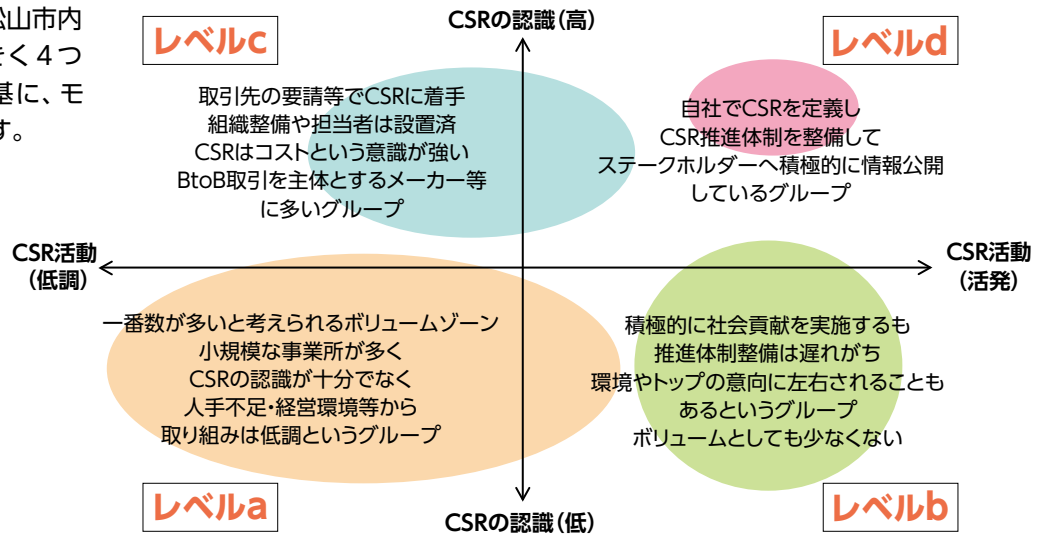 松山市内
きく4つ
基に、モ
す。
CSRの認識(高)
レベルc
レベルd
取引先の要請等でCSRに着手
組織整備や担当者は設置済
CSRはコストという意識が強い
BtoB取引を主体とするメーカー等
に多いグループ
自社でCSRを定義し
CSR推進体制を整備して
ステークホルダーへ積極的に情報公開
しているグループ
CSR活動
(低調)
CSR活動
(活発)
一番数が多いと考えられるボリュームゾーン
小規模な事業所が多く
CSRの認識が十分でなく
人手不足・経営環境等から
取り組みは低調というグループ
積極的に社会貢献を実施するも
推進体制整備は遅れがち
環境やトップの意向に左右されることも
あるというグループ
ボリュームとしても少なくない
レベルa
レベルb
CSRの認識(低)